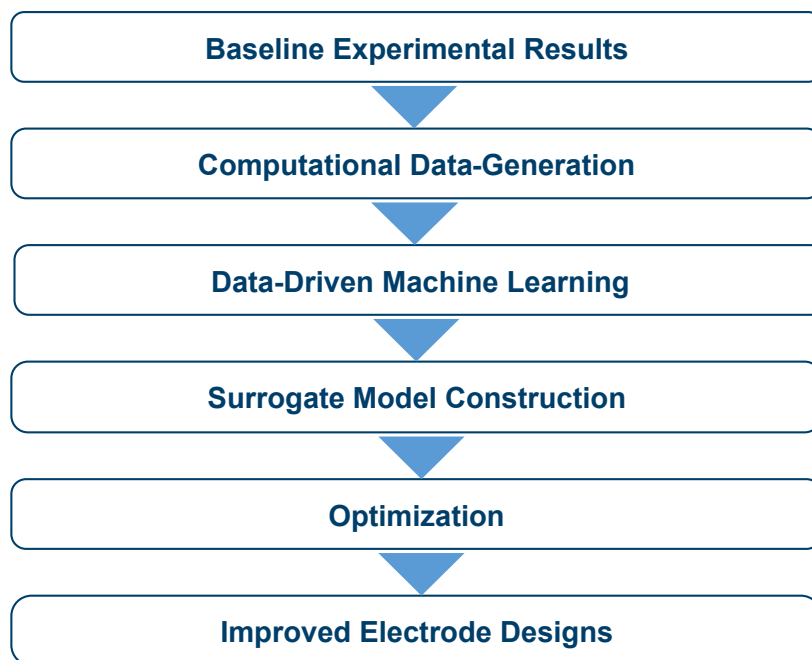 Baseline Experimental Results
Computational Data-Generation
Data-Driven Machine Learning
Surrogate Model Construction
Optimization
Improved Electrode Designs